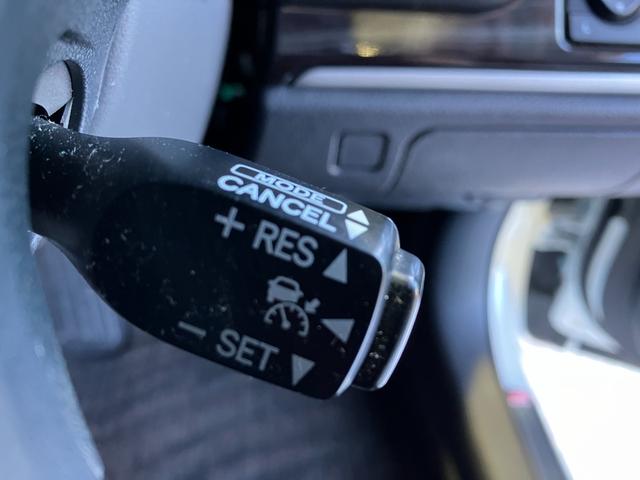 MODE
CANCEL
+ RES
− SET